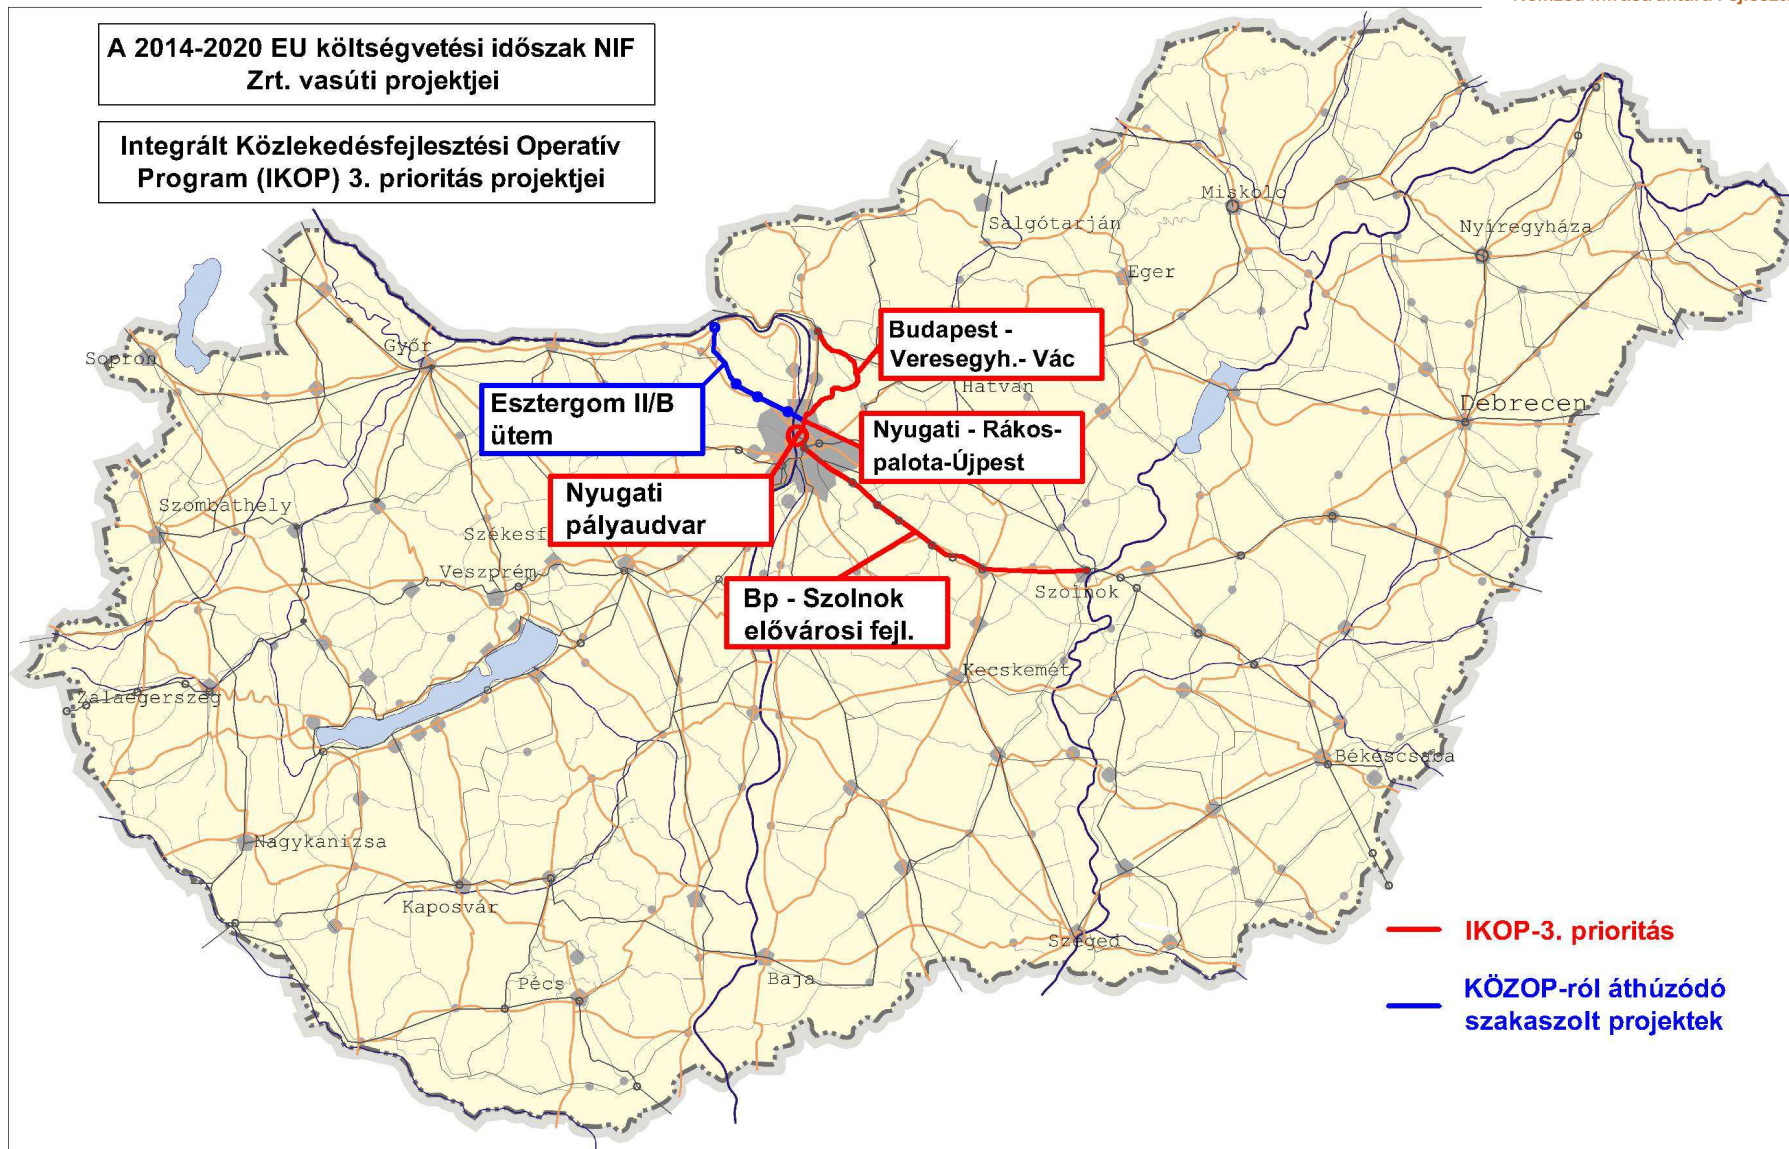 A 2014-2020 EU költségvetési időszak NIF
Zrt. vasúti projektjei
Integrált Közlekedésfejlesztési Operatív
Program (IKOP) 3. prioritás projektjei
Salgótarján
Miskolc
Nyíregyháza
Eger
Sopron
Győr
Budapest -
Veresegyh.- Vác
Hatvan
Debrecen
Esztergom II/B
ütem
Nyugati - Rákos-
palota-Újpest
Nyugati
pályaudvar
Szombathely
Székesf
Veszprém
Bp - Szolnok
elővárosi fejl.
Szolnok
Kecskemét
Zalaegerszeg
Békéscsaba
Nagykanizsa
Kaposvár
Szeged
Baja
Pécs
IKOP-3. prioritás
KÖZOP-ról áthúzódó
szakaszolt projektek